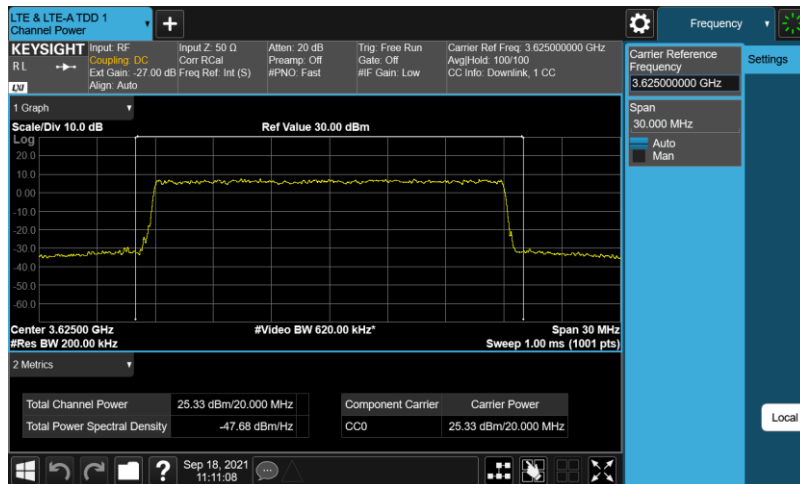 LTE & LTE-A TDD 1
Channel Power
Frequency
KEYSIGHT
R L
LXI
Input: RF
Coupling: DC
Ext Gain: -27.00 dB
Align: Auto
Input Z: 50 Ω
Corr RCal
Freq Ref: Int (S)
Atten: 20 dB
Preamp: Off
#PNO: Fast
Trig: Free Run
Gate: Off
#IF Gain: Low
Carrier Ref Freq: 3.625000000 GHz
Avg|Hold: 100/100
CC Info: Downlink, 1 CC
Carrier Reference
Frequency
3.625000000 GHz
Settings
Span
30.000 MHz
Auto
Man
1 Graph
Scale/Div 10.0 dB
Ref Value 30.00 dBm
Log
20.0
10.0
0.00
-10.0
-20.0
-30.0
-40.0
-50.0
-60.0
Center 3.62500 GHz
#Video BW 620.00 kHz*
Span 30 MHz
#Res BW 200.00 kHz
Sweep 1.00 ms (1001 pts)
2 Metrics
Total Channel Power 25.33 dBm/20.000 MHz
Total Power Spectral Density -47.68 dBm/Hz
Component Carrier Carrier Power
CC0 25.33 dBm/20.000 MHz
Local
?
Sep 18, 2021
11:11:08